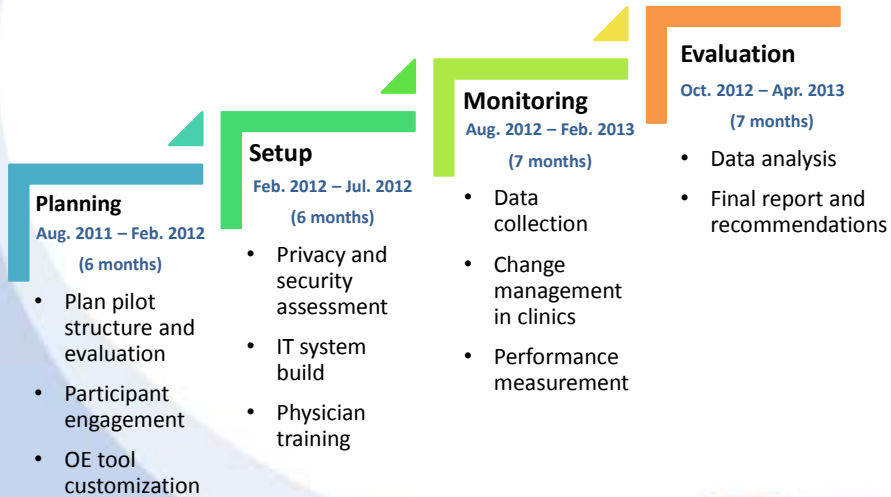 Planning
Aug. 2011 – Feb. 2012
(6 months)
• Plan pilot
structure and
evaluation
• Participant
engagement
• OE tool
customization
Setup
Feb. 2012 – Jul. 2012
(6 months)
• Privacy and
security
assessment
• IT system
build
• Physician
training
Monitoring
Aug. 2012 – Feb. 2013
(7 months)
• Data
collection
• Change
management
in clinics
• Performance
measurement
Evaluation
Oct. 2012 – Apr. 2013
(7 months)
• Data analysis
• Final report and
recommendations